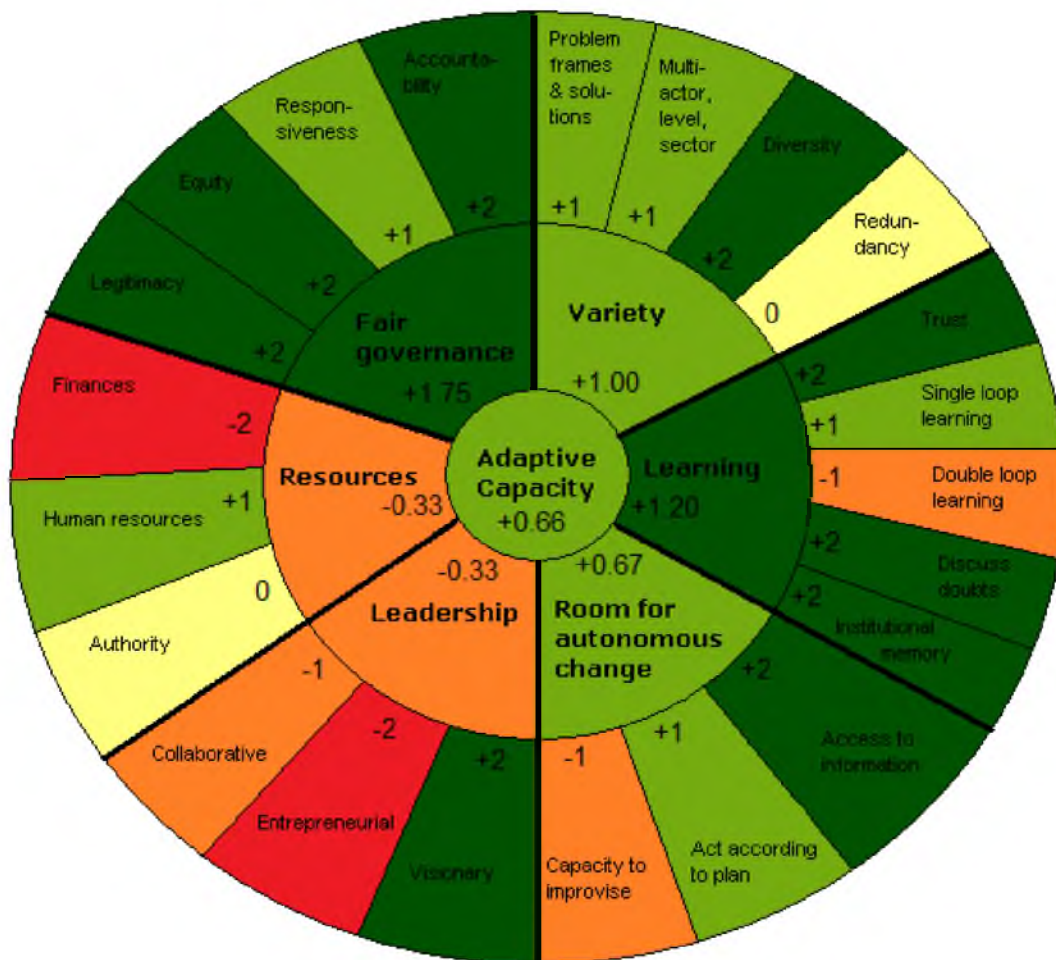 Problem
frames
& solu-
tions
+1
Multi-
actor,
level,
sector
+1
Diversity
+2
Redun-
dancy
0
Variety
+1.00
Trust
+2
Single loop
learning
+1
Double loop
learning
-1
Discuss
doubts
+2
Institutional
memory
+2
Learning
+1.20
Access to
information
+2
Act according
to plan
+1
Capacity to
improvise
-1
+0.67
Room for
autonomous
change
Visionary
+2
Entrepreneurial
-2
Collaborative
-1
-0.33
Leadership
Authority
0
Human resources
+1
Finances
-2
Resources
-0.33
Legitimacy
+2
Equity
+2
Respon-
siveness
+1
Accounta-
bility
+2
Fair
governance
+1.75
Adaptive
Capacity
+0.66